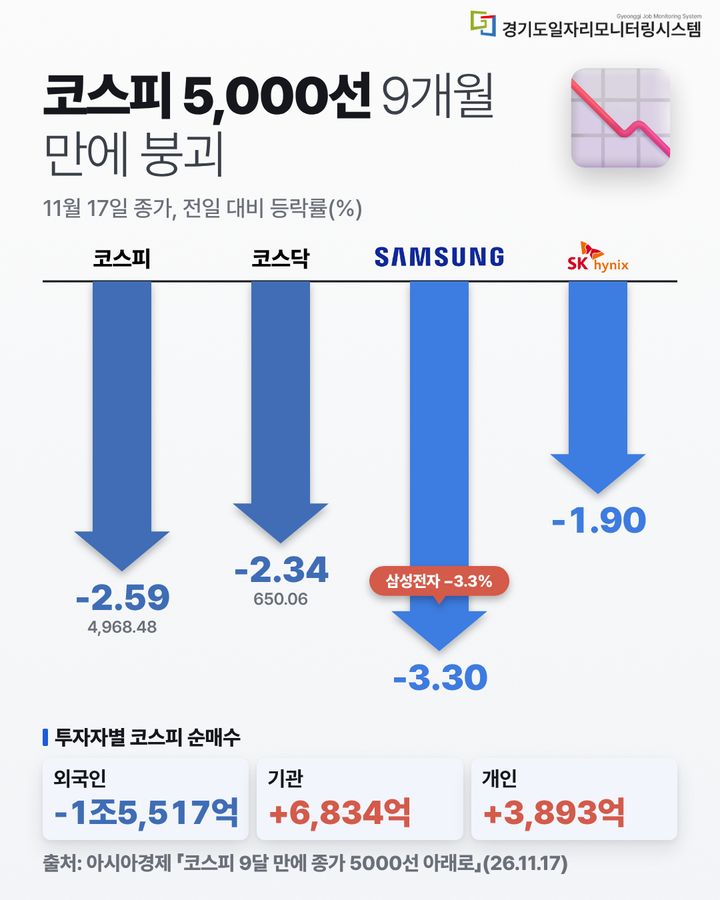 Gyeonggi Job Monitoring System
경기도일자리모니터링시스템
코스피 5,000선 9개월
만에 붕괴
11월 17일 종가, 전일 대비 등락률(%)
코스피
코스닥
SAMSUNG
SK hynix
-2.59
4,968.48
-2.34
650.06
삼성전자 -3.3%
-3.30
-1.90
투자자별 코스피 순매수
외국인
-1조5,517억
기관
+6,834억
개인
+3,893억
출처: 아시아경제 『코스피 9달 만에 종가 5000선 아래로』(26.11.17)